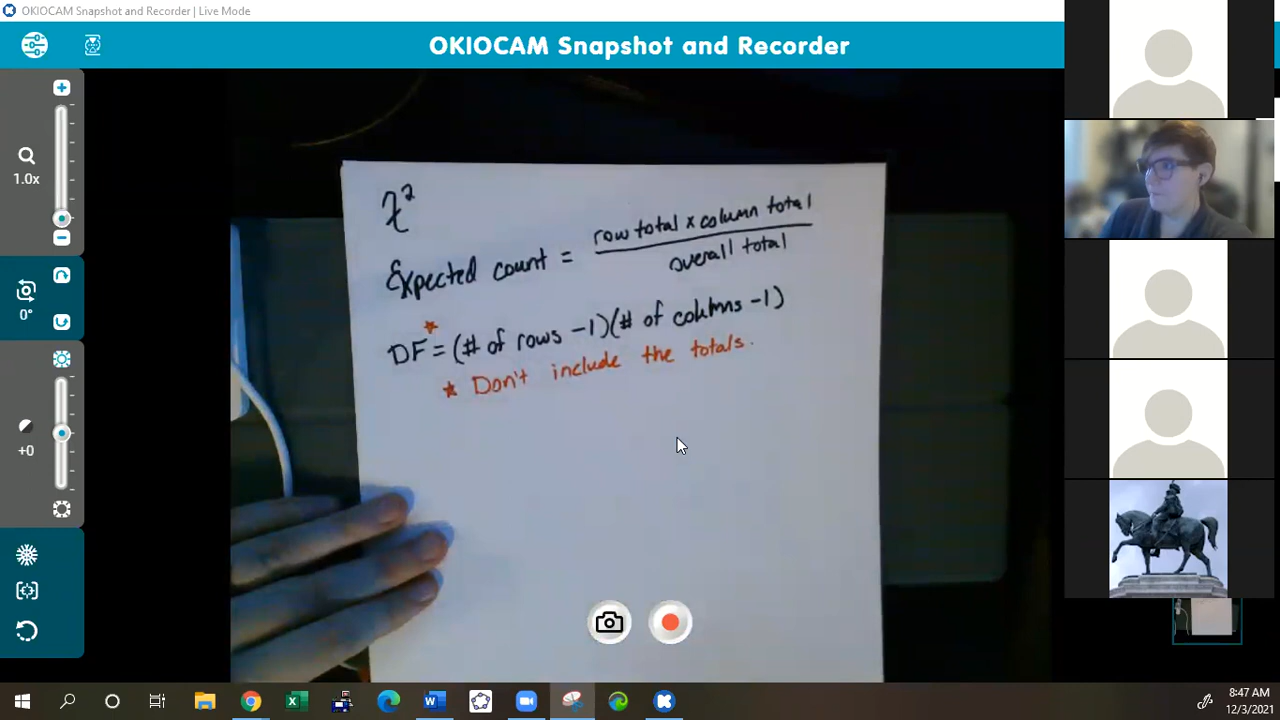 OKIOCAM Snapshot and Recorder | Live Mode
OKIOCAM Snapshot and Recorder
1.0x
0°
+0
χ²
Expected count = row total x column total
overall total
DF* = (# of rows -1)(# of columns -1)
* Don't include the totals.
8:47 AM
12/3/2021